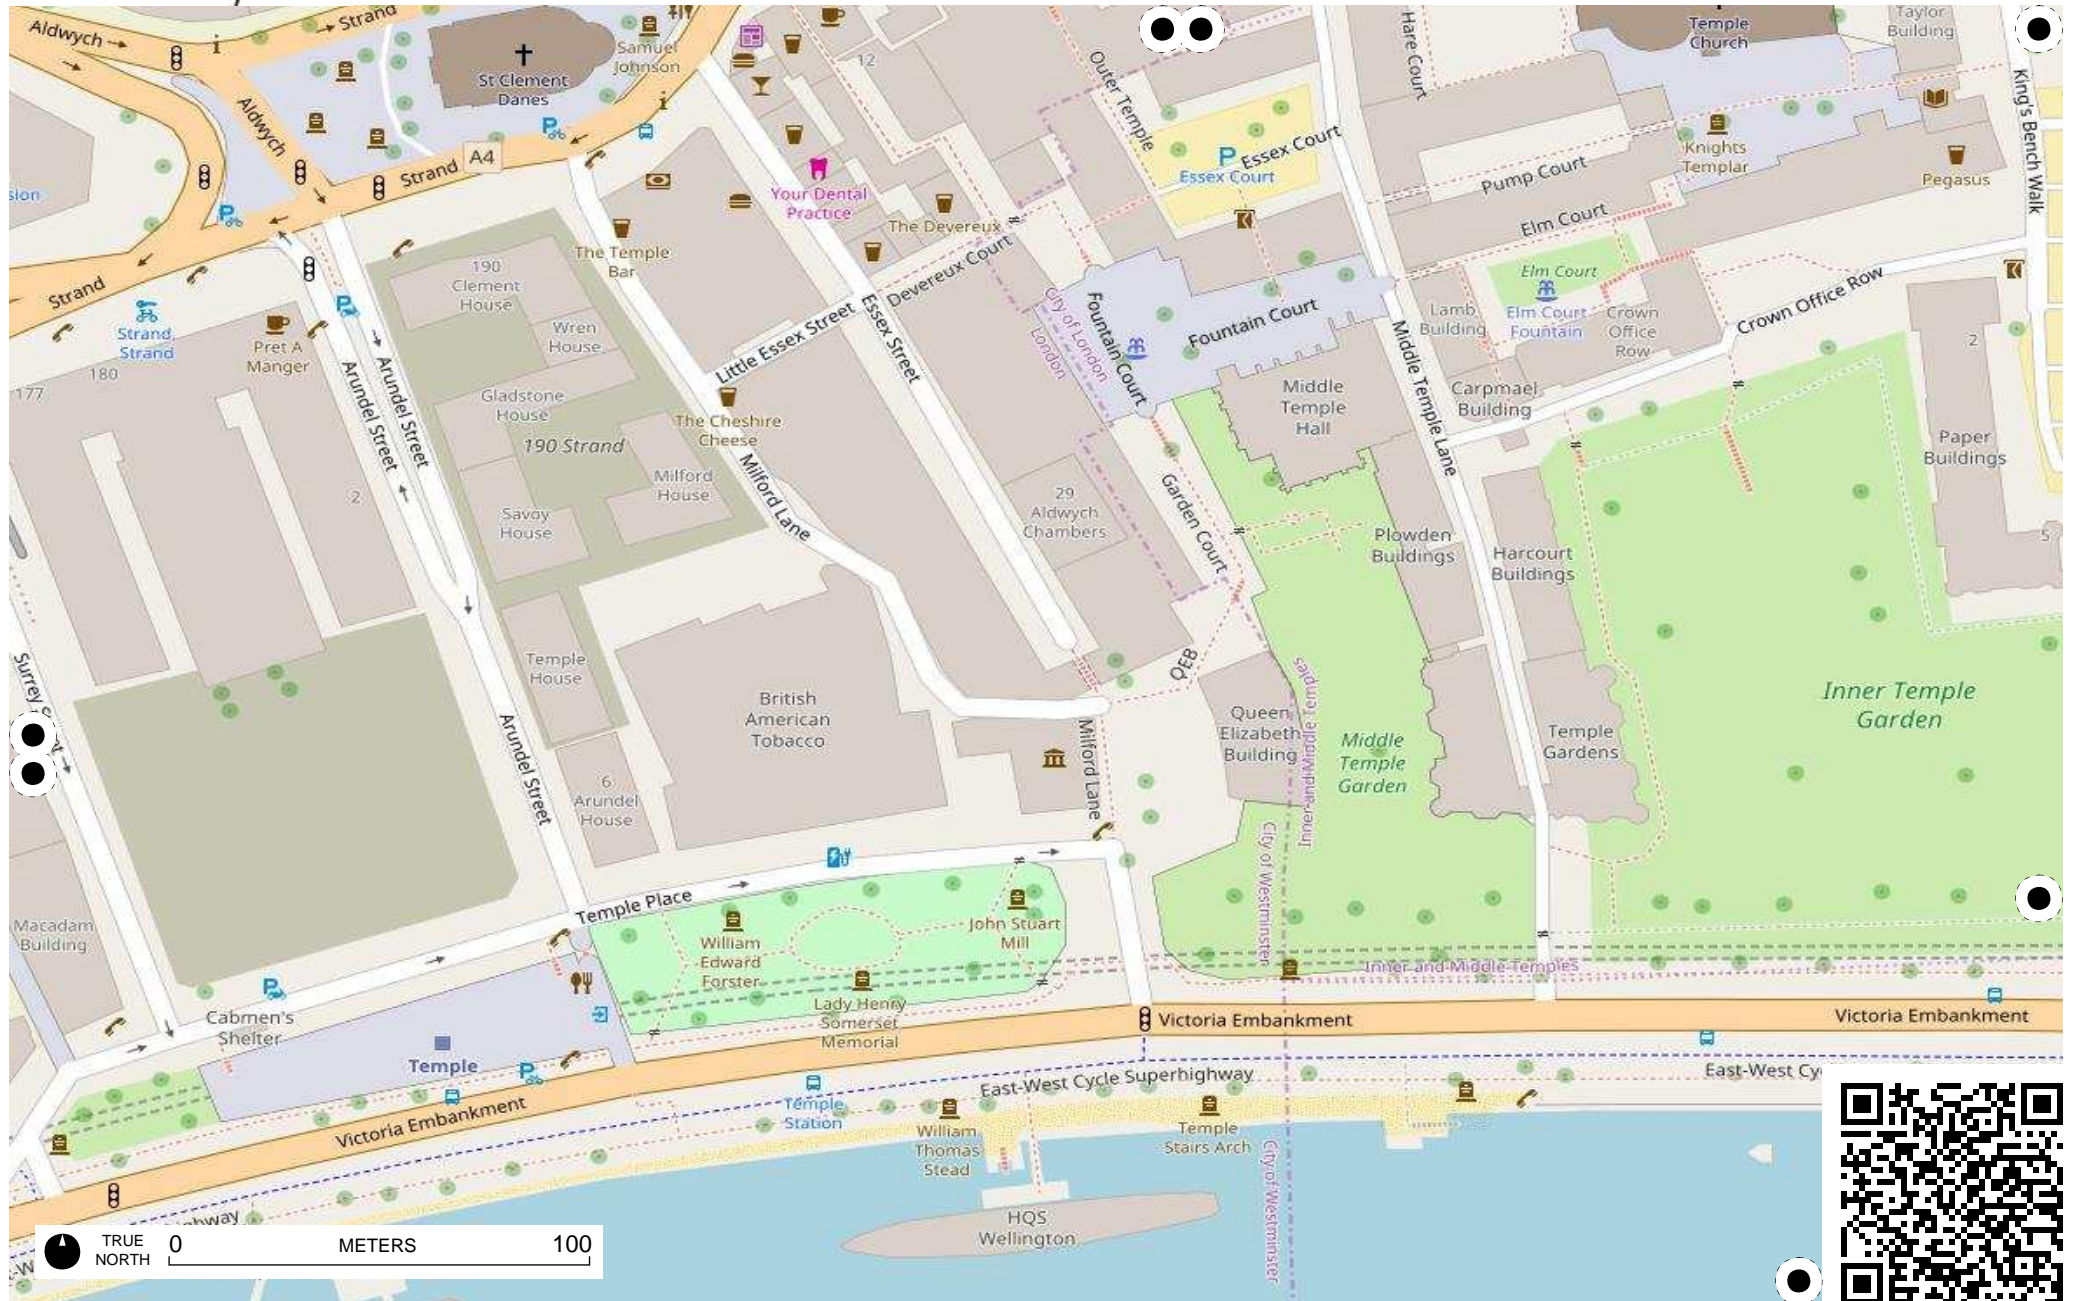 Aldwych
Strand
Samuel
Johnson
St Clement
Danes
12
Outer Temple
Hare Court
Temple
Church
Taylor
Building
King's Bench Walk
Aldwych
Strand
A4
Your Dental
Practice
Essex Court
Essex Court
Pump Court
Knights
Templar
Pegasus
sion
The Devereux
Devereux Court
Elm Court
The Temple
Bar
190
Clement
House
Strand
Strand,
Strand
Pret A
Manger
Wren
House
Little Essex Street
Essex Street
City of London
London
Fountain Court
Fountain Court
Middle Temple Lane
Lamb
Building
Elm Court
Elm Court
Fountain
Crown
Office
Row
Crown Office Row
2
177
180
Arundel Street
Arundel Street
Gladstone
House
190 Strand
The Cheshire
Cheese
Middle
Temple
Hall
Carpmael
Building
Paper
Buildings
2
Milford
House
Milford Lane
Savoy
House
29
Aldwych
Chambers
Garden Court
Plowden
Buildings
Harcourt
Buildings
5
Temple
House
British
American
Tobacco
QEB
Queen
Elizabeth
Building
Inner and Middle Temples
Middle
Temple
Garden
Temple
Gardens
Inner Temple
Garden
Surrey S
et
Arundel Street
6
Arundel
House
Milford Lane
City of Westminster
Temple Place
William
Edward
Forster
John Stuart
Mill
Lady Henry
Somerset
Memorial
Inner and Middle Temples
Macadam
Building
Cabmen's
Shelter
Temple
Victoria Embankment
Victoria Embankment
Victoria Embankment
East-West Cycle Superhighway
East-West Cy
Temple
Station
William
Thomas
Stead
Temple
Stairs Arch
City of Westminster
HQS
Wellington
hway
TRUE
NORTH
0 METERS 100